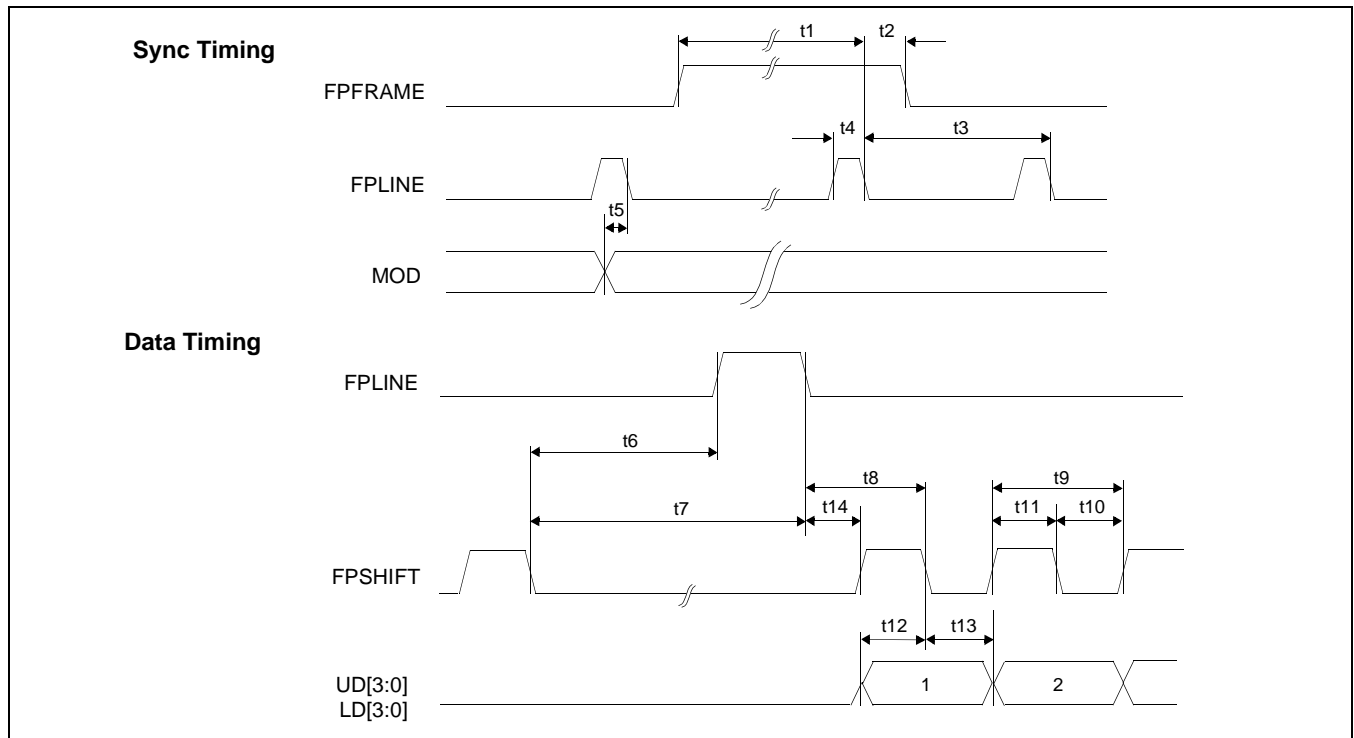 Sync Timing
t1
t2
FPFRAME
t4
t3
FPLINE
t5
MOD
Data Timing
FPLINE
t6
t8
t9
t7
t14
t11
t10
FPSHIFT
t12
t13
UD[3:0]
1
2
LD[3:0]